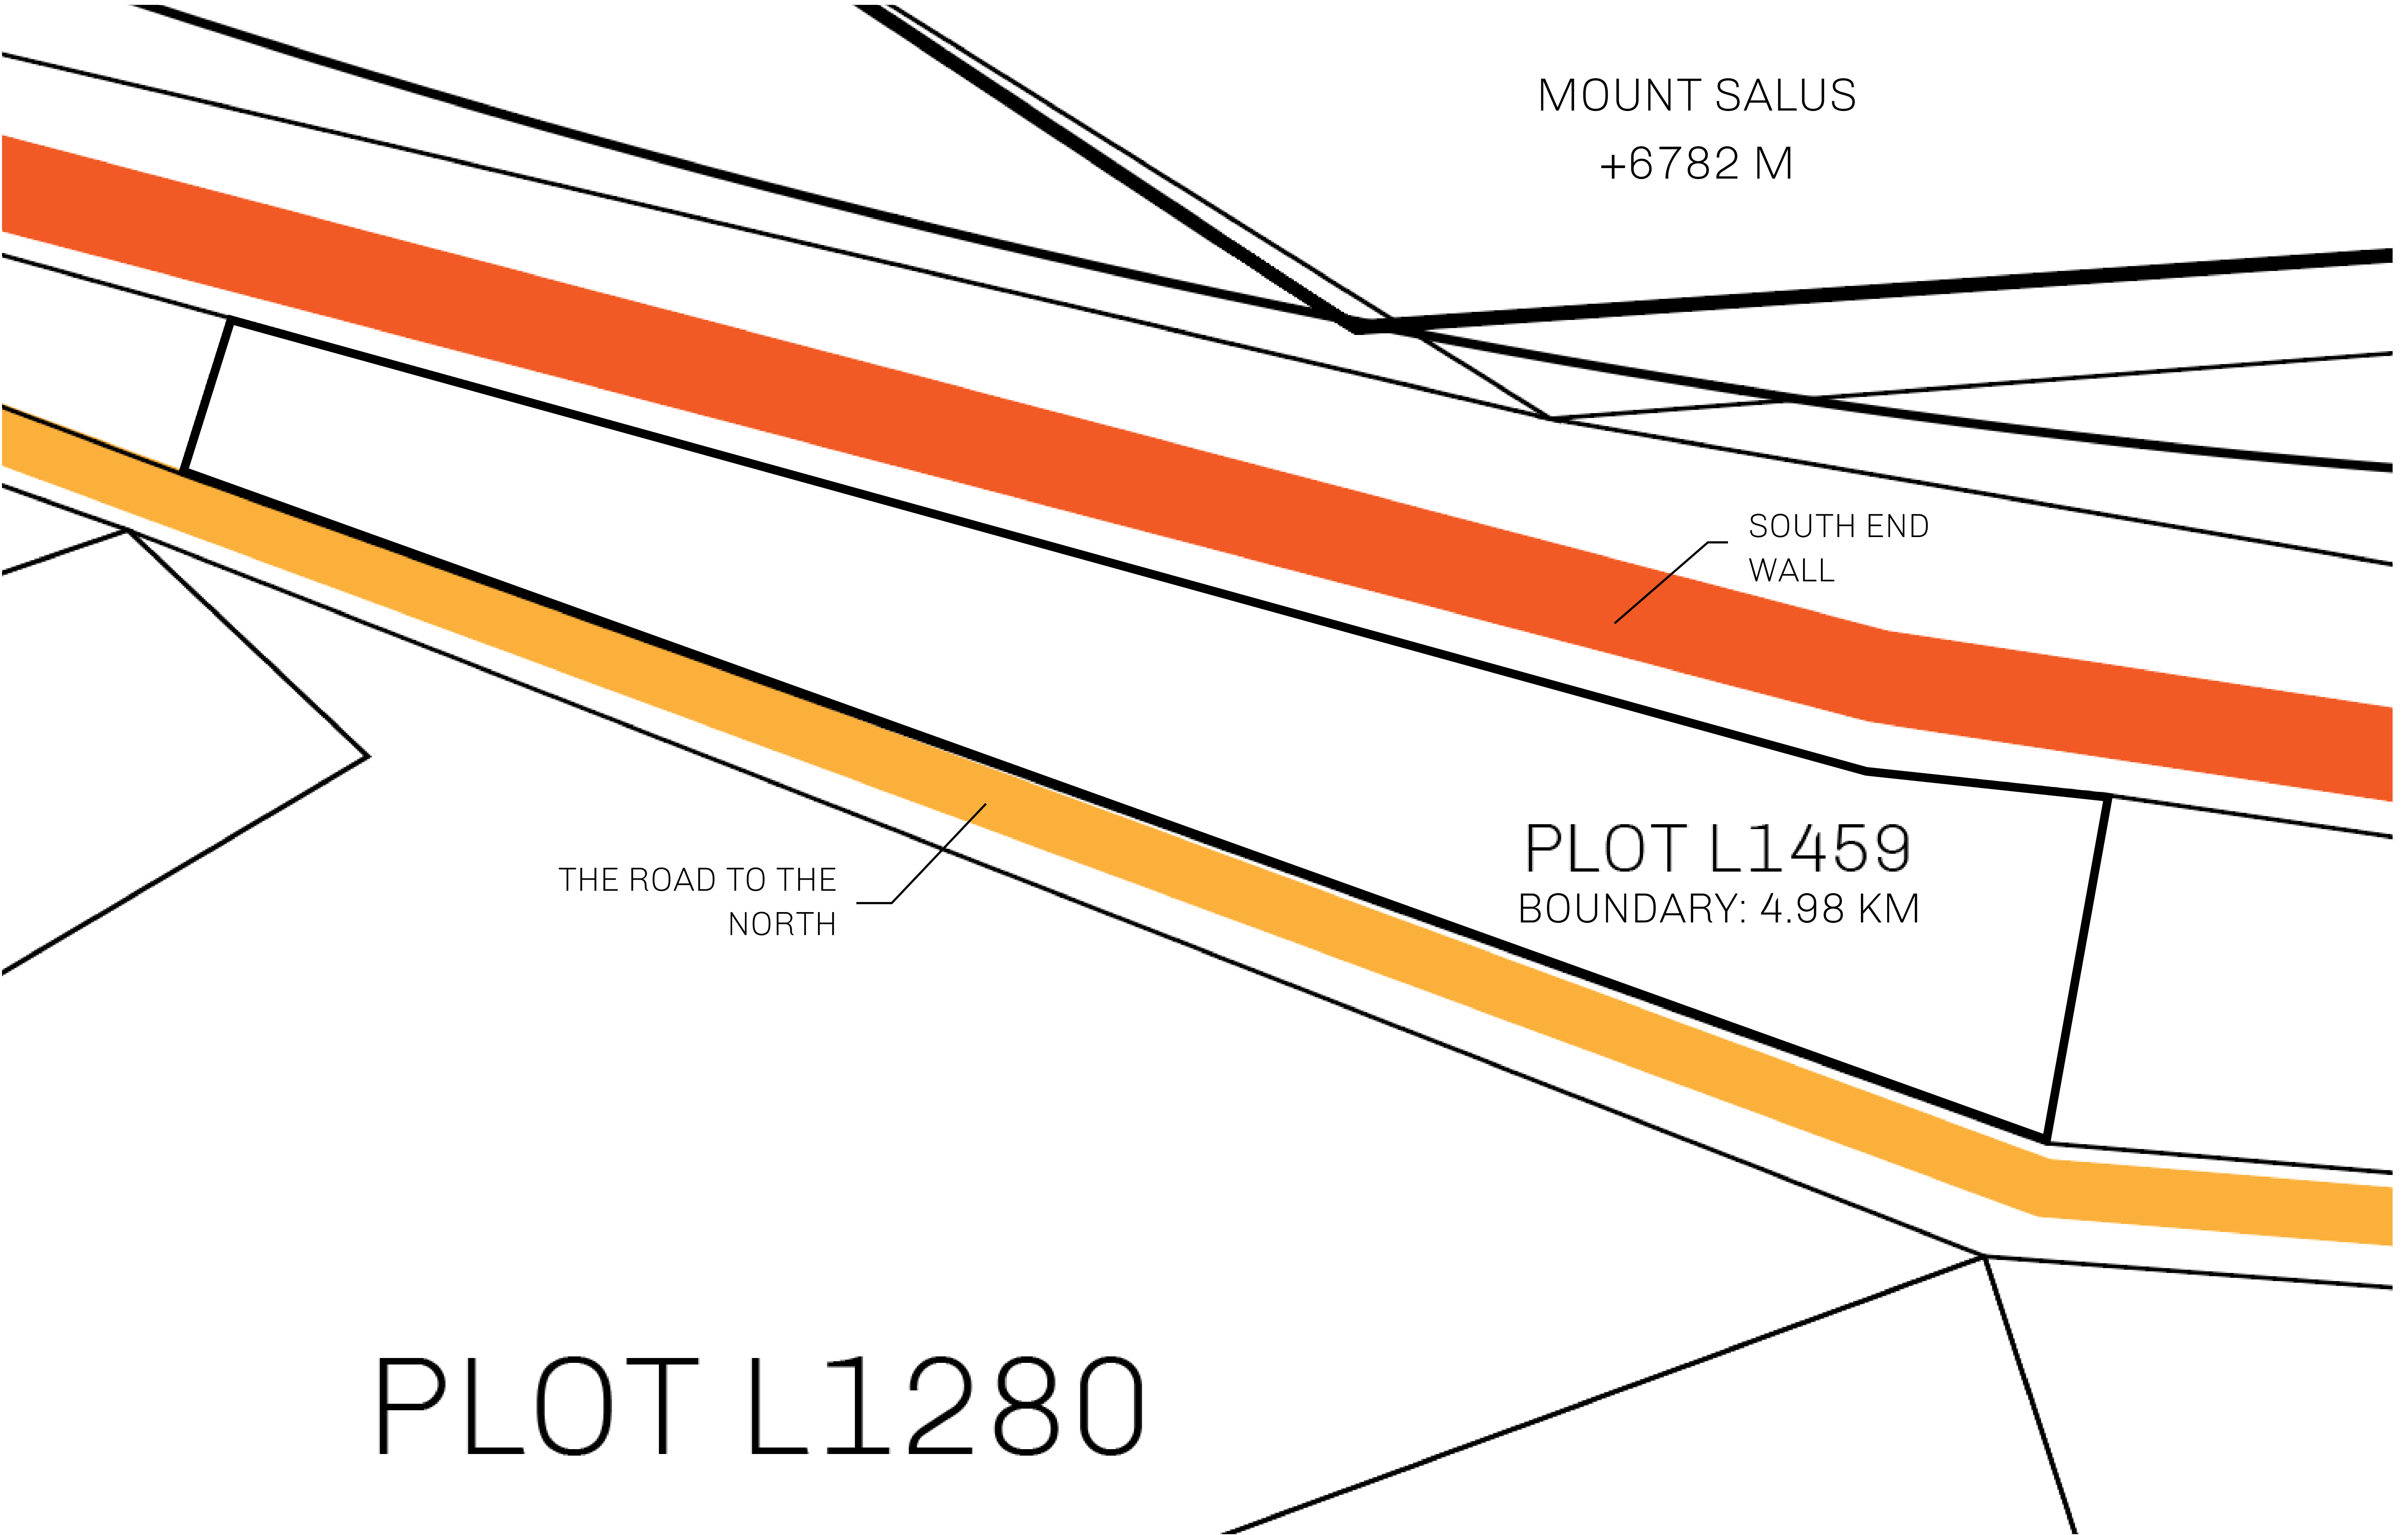 MOUNT SALUS
+6782 M
SOUTH END
WALL
PLOT L1459
BOUNDARY: 4.98 KM
THE ROAD TO THE
NORTH
PLOT L1280